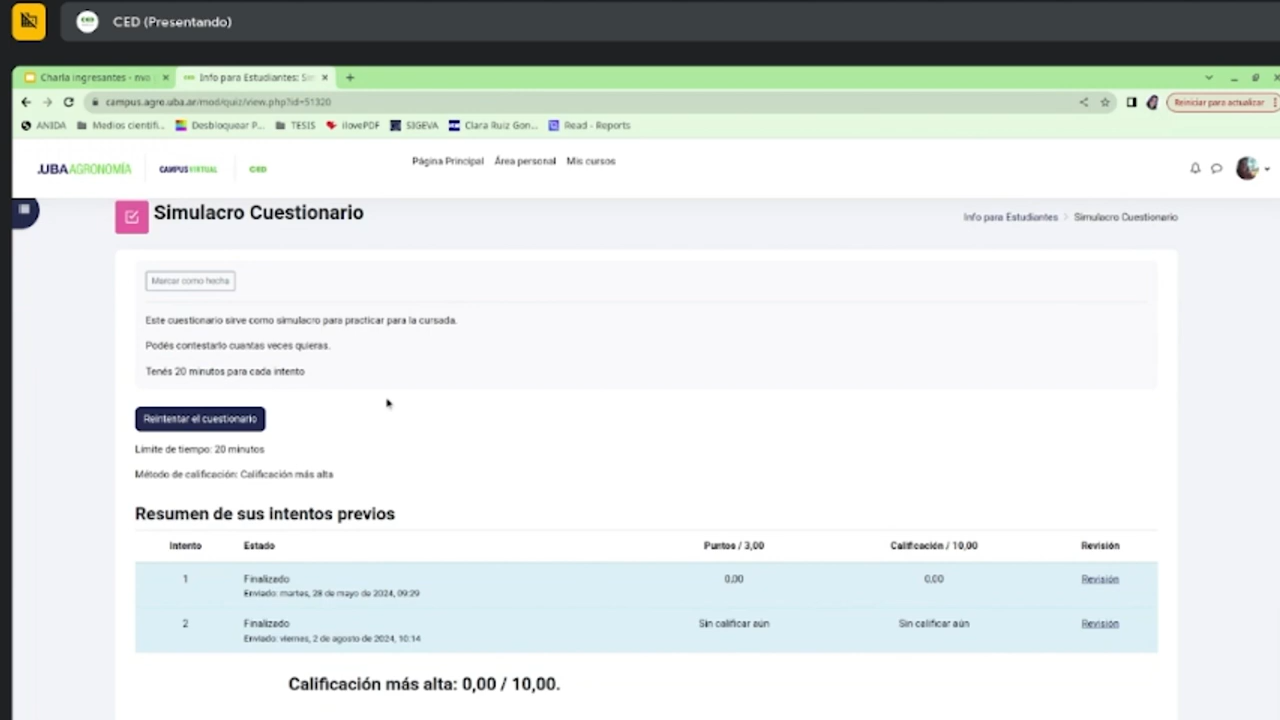 CED (Presentando)
Charla ingresantes - nvo
Info para Estudiantes: Sim
campus.agro.uba.ar/mod/quiz/view.php?id=51320
Reiniciar para actualizar
ANIDA
Medios científi...
Desbloquear P...
TESIS
ilovePDF
SIGEVA
Clara Ruiz Gon...
Read - Reports
.UBAAGRONOMÍA
CAMPUS VIRTUAL
CED
Página Principal
Área personal
Mis cursos
Simulacro Cuestionario
Info para Estudiantes > Simulacro Cuestionario
Marcar como hecha
Este cuestionario sirve como simulacro para practicar para la cursada.
Podés contestarlo cuantas veces quieras.
Tenés 20 minutos para cada intento
Reintentar el cuestionario
Límite de tiempo: 20 minutos
Método de calificación: Calificación más alta
Resumen de sus intentos previos
Intento Estado Puntos / 3,00 Calificación / 10,00 Revisión
1 Finalizado 0,00 0,00 Revisión
Enviado: martes, 28 de mayo de 2024, 09:29
2 Finalizado Sin calificar aún Sin calificar aún Revisión
Enviado: viernes, 2 de agosto de 2024, 10:14
Calificación más alta: 0,00 / 10,00.